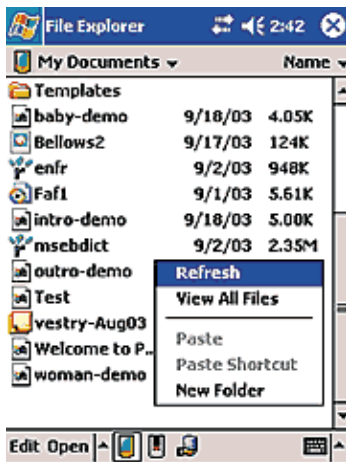 File Explorer 2:42
My Documents Name
Templates
baby-demo 9/18/03 4.05K
Bellows2 9/17/03 124K
enfr 9/2/03 948K
Faf1 9/1/03 5.61K
intro-demo 9/18/03 5.00K
msebdict 9/2/03 2.35M
outro-demo
Test
vestry-Aug03
Welcome to P..
woman-demo
Refresh
View All Files
Paste
Paste Shortcut
New Folder
Edit Open